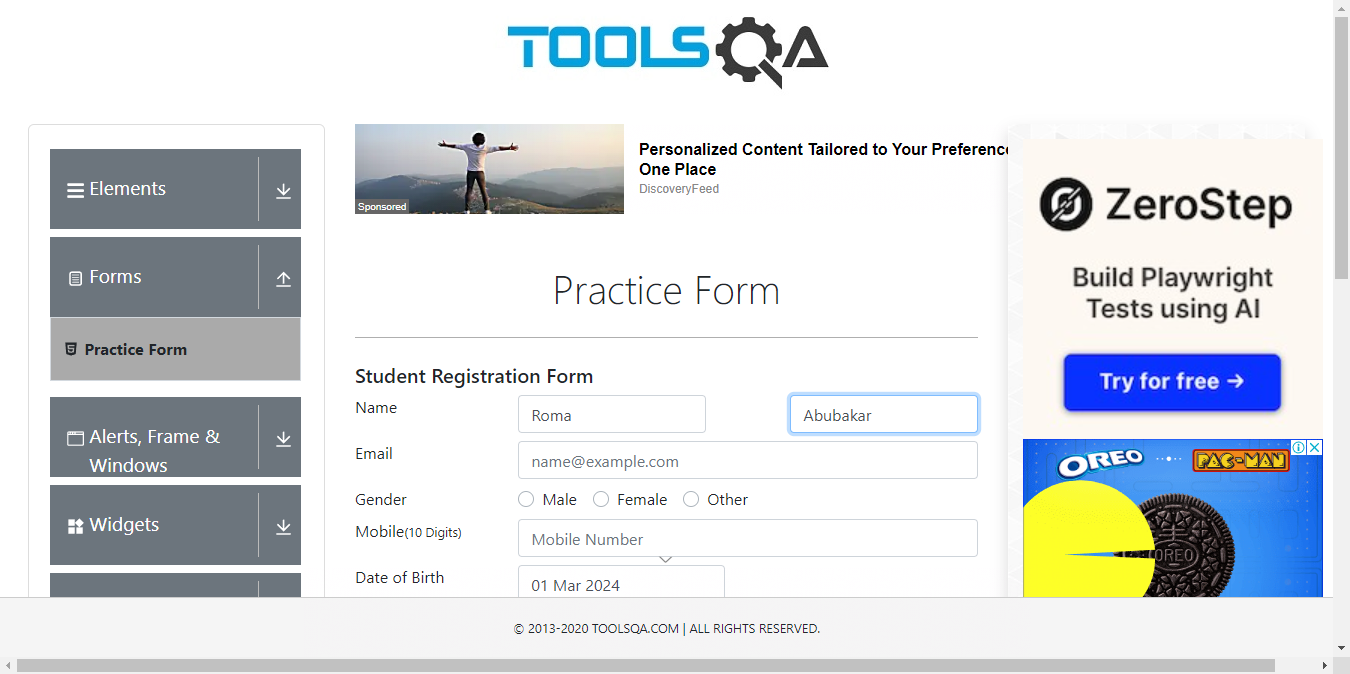 TOOLSQA
Elements
Forms
Practice Form
Alerts, Frame &
Windows
Widgets
Sponsored
Personalized Content Tailored to Your Preference
One Place
DiscoveryFeed
Practice Form
Student Registration Form
Name
Roma
Abubakar
Email
name@example.com
Gender
Male
Female
Other
Mobile(10 Digits)
Mobile Number
Date of Birth
01 Mar 2024
ZeroStep
Build Playwright
Tests using AI
Try for free →
OREO
PAC-MAN
OREO
© 2013-2020 TOOLSQA.COM | ALL RIGHTS RESERVED.